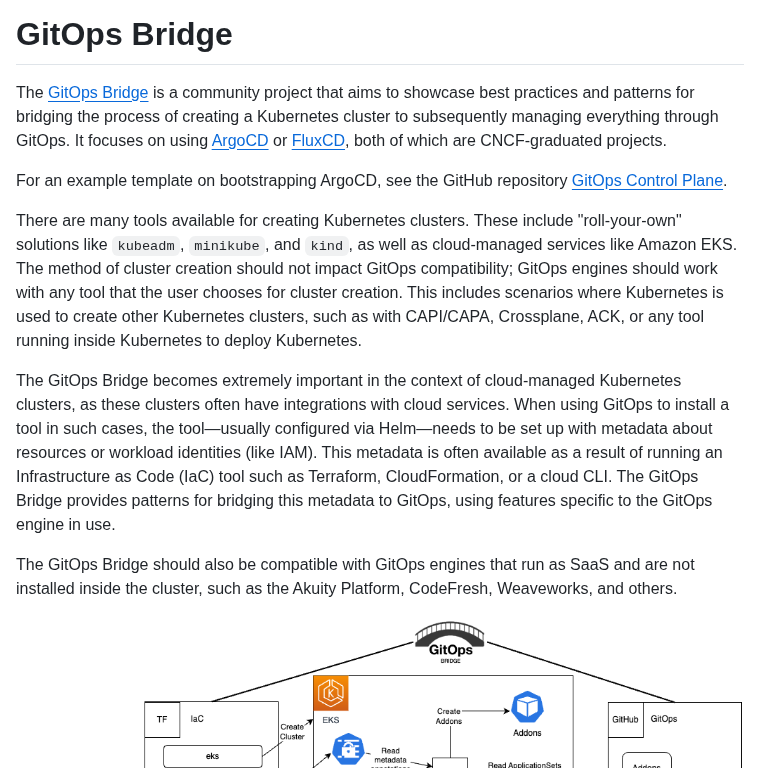 GitOps Bridge
The GitOps Bridge is a community project that aims to showcase best practices and patterns for
bridging the process of creating a Kubernetes cluster to subsequently managing everything through
GitOps. It focuses on using ArgoCD or FluxCD, both of which are CNCF-graduated projects.
For an example template on bootstrapping ArgoCD, see the GitHub repository GitOps Control Plane.
There are many tools available for creating Kubernetes clusters. These include "roll-your-own"
solutions like kubeadm, minikube, and kind, as well as cloud-managed services like Amazon EKS.
The method of cluster creation should not impact GitOps compatibility; GitOps engines should work
with any tool that the user chooses for cluster creation. This includes scenarios where Kubernetes is
used to create other Kubernetes clusters, such as with CAPI/CAPA, Crossplane, ACK, or any tool
running inside Kubernetes to deploy Kubernetes.
The GitOps Bridge becomes extremely important in the context of cloud-managed Kubernetes
clusters, as these clusters often have integrations with cloud services. When using GitOps to install a
tool in such cases, the tool—usually configured via Helm—needs to be set up with metadata about
resources or workload identities (like IAM). This metadata is often available as a result of running an
Infrastructure as Code (IaC) tool such as Terraform, CloudFormation, or a cloud CLI. The GitOps
Bridge provides patterns for bridging this metadata to GitOps, using features specific to the GitOps
engine in use.
The GitOps Bridge should also be compatible with GitOps engines that run as SaaS and are not
installed inside the cluster, such as the Akuity Platform, CodeFresh, Weaveworks, and others.
GitOps
BRIDGE
TF
IaC
eks
Create
Cluster
EKS
Read
metadata
annotations
Create
Addons
Addons
Read ApplicationSets
GitHub
GitOps
Addons